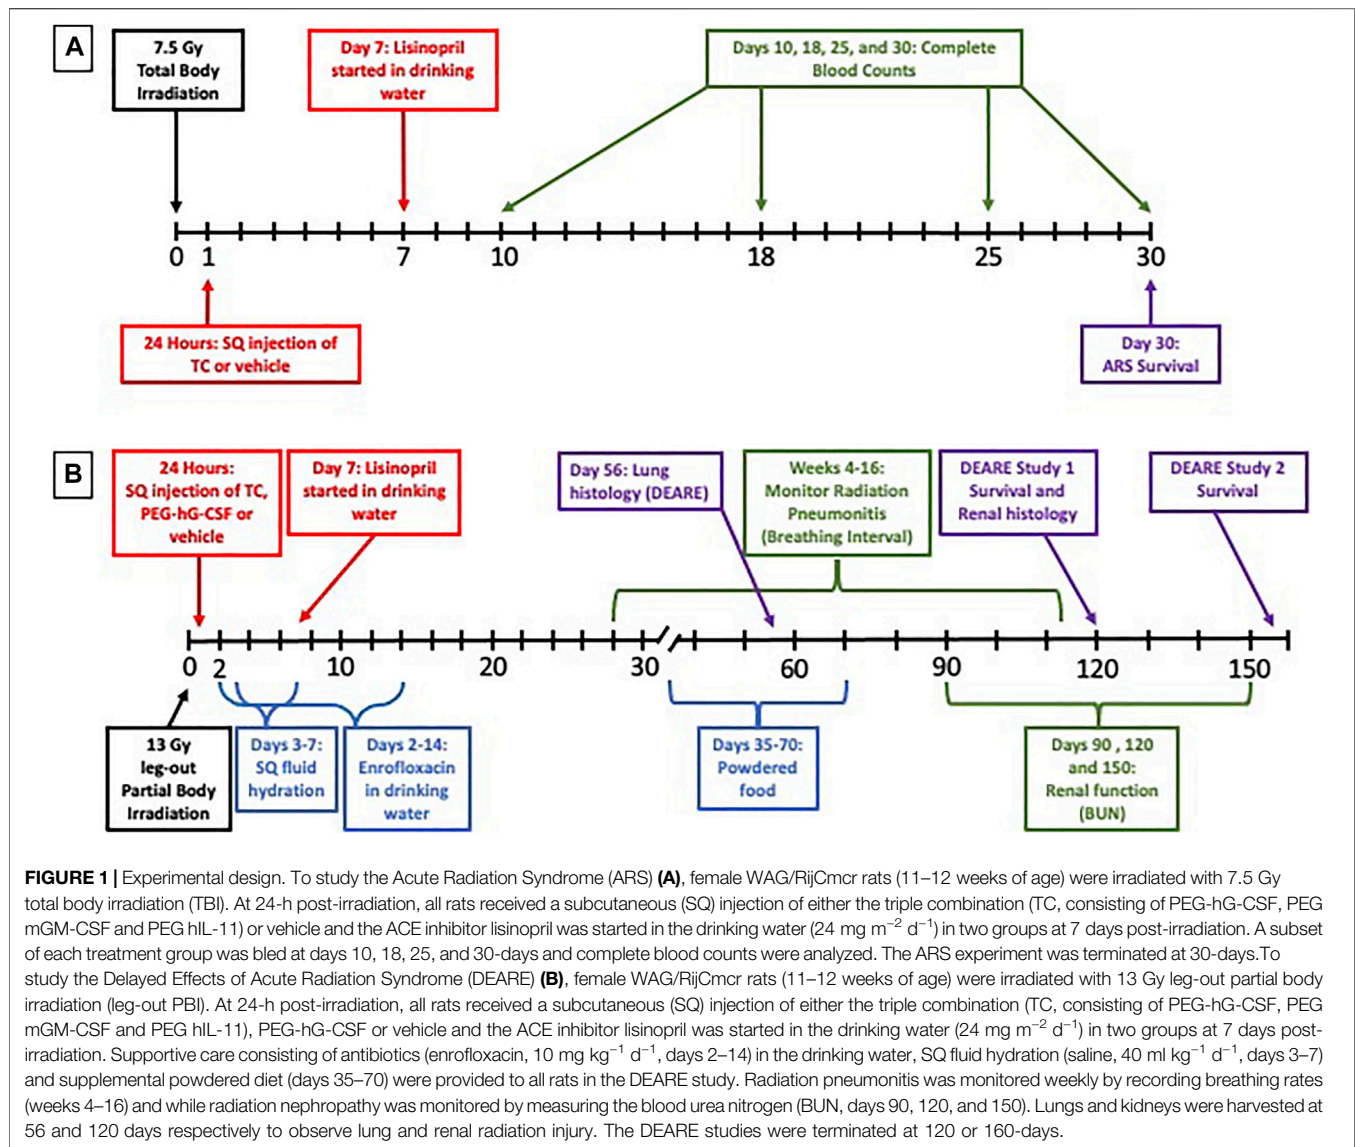 A
7.5 Gy
Total Body
Irradiation
Day 7: Lisinopril
started in drinking
water
Days 10, 18, 25, and 30: Complete
Blood Counts
0 1 7 10 18 25 30
24 Hours: SQ injection of
TC or vehicle
Day 30:
ARS Survival
B
24 Hours:
SQ injection of TC,
PEG-hG-CSF or
vehicle
Day 7: Lisinopril
started in drinking
water
Day 56: Lung
histology (DEARE)
Weeks 4-16:
Monitor Radiation
Pneumonitis
(Breathing Interval)
DEARE Study 1
Survival and
Renal histology
DEARE Study 2
Survival
0 2 10 20 30 60 90 120 150
13 Gy
leg-out
Partial Body
Irradiation
Days 3-7:
SQ fluid
hydration
Days 2-14:
Enrofloxacin
in drinking
water
Days 35-70:
Powdered
food
Days 90 , 120
and 150:
Renal function
(BUN)
FIGURE 1 | Experimental design. To study the Acute Radiation Syndrome (ARS) (A), female WAG/RijCmcr rats (11–12 weeks of age) were irradiated with 7.5 Gy
total body irradiation (TBI). At 24-h post-irradiation, all rats received a subcutaneous (SQ) injection of either the triple combination (TC, consisting of PEG-hG-CSF, PEG
mGM-CSF and PEG hIL-11) or vehicle and the ACE inhibitor lisinopril was started in the drinking water (24 mg m⁻² d⁻¹) in two groups at 7 days post-irradiation. A subset
of each treatment group was bled at days 10, 18, 25, and 30-days and complete blood counts were analyzed. The ARS experiment was terminated at 30-days.To
study the Delayed Effects of Acute Radiation Syndrome (DEARE) (B), female WAG/RijCmcr rats (11–12 weeks of age) were irradiated with 13 Gy leg-out partial body
irradiation (leg-out PBI). At 24-h post-irradiation, all rats received a subcutaneous (SQ) injection of either the triple combination (TC, consisting of PEG-hG-CSF, PEG
mGM-CSF and PEG hIL-11), PEG-hG-CSF or vehicle and the ACE inhibitor lisinopril was started in the drinking water (24 mg m⁻² d⁻¹) in two groups at 7 days post-
irradiation. Supportive care consisting of antibiotics (enrofloxacin, 10 mg kg⁻¹ d⁻¹, days 2–14) in the drinking water, SQ fluid hydration (saline, 40 ml kg⁻¹ d⁻¹, days 3–7)
and supplemental powdered diet (days 35–70) were provided to all rats in the DEARE study. Radiation pneumonitis was monitored weekly by recording breathing rates
(weeks 4–16) and while radiation nephropathy was monitored by measuring the blood urea nitrogen (BUN, days 90, 120, and 150). Lungs and kidneys were harvested at
56 and 120 days respectively to observe lung and renal radiation injury. The DEARE studies were terminated at 120 or 160-days.